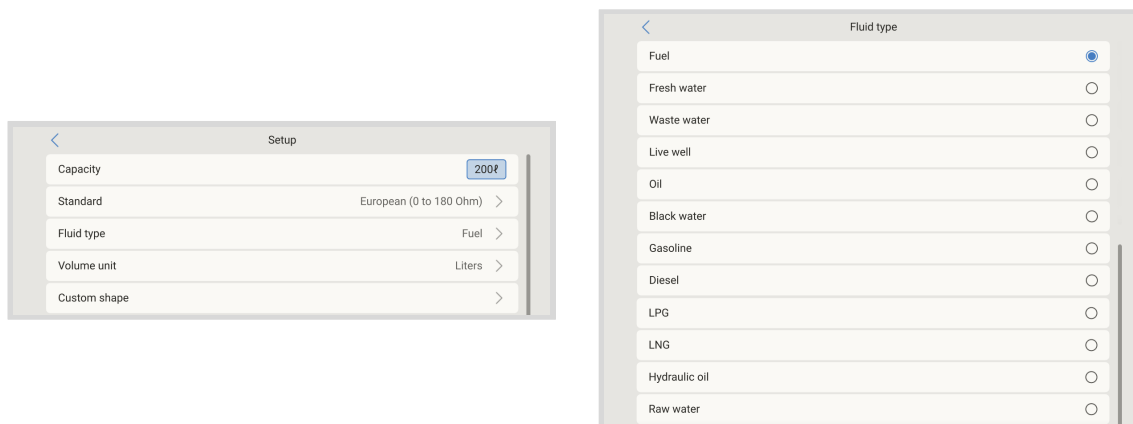 Setup
Capacity 200ℓ
Standard European (0 to 180 Ohm)
Fluid type Fuel
Volume unit Liters
Custom shape
Fluid type
Fuel
Fresh water
Waste water
Live well
Oil
Black water
Gasoline
Diesel
LPG
LNG
Hydraulic oil
Raw water